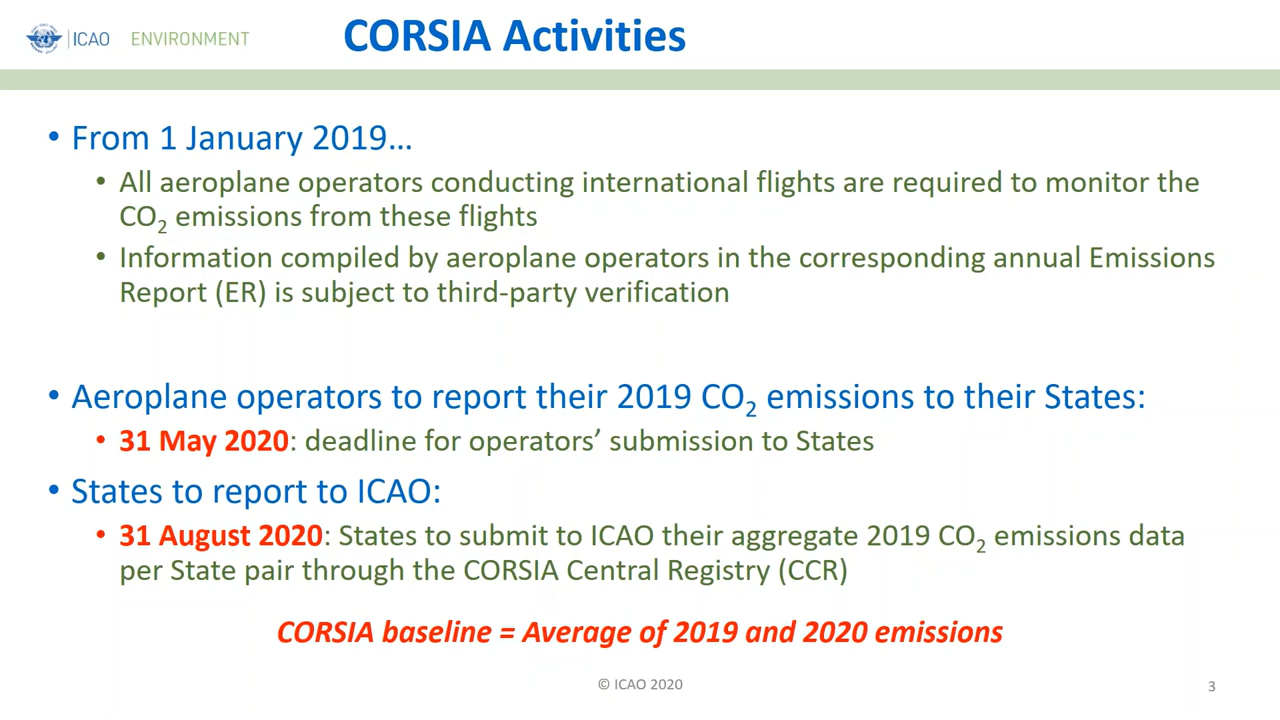 ICAO ENVIRONMENT
CORSIA Activities
• From 1 January 2019…
• All aeroplane operators conducting international flights are required to monitor the
CO₂ emissions from these flights
• Information compiled by aeroplane operators in the corresponding annual Emissions
Report (ER) is subject to third-party verification
• Aeroplane operators to report their 2019 CO₂ emissions to their States:
• 31 May 2020: deadline for operators’ submission to States
• States to report to ICAO:
• 31 August 2020: States to submit to ICAO their aggregate 2019 CO₂ emissions data
per State pair through the CORSIA Central Registry (CCR)
CORSIA baseline = Average of 2019 and 2020 emissions
© ICAO 2020
3